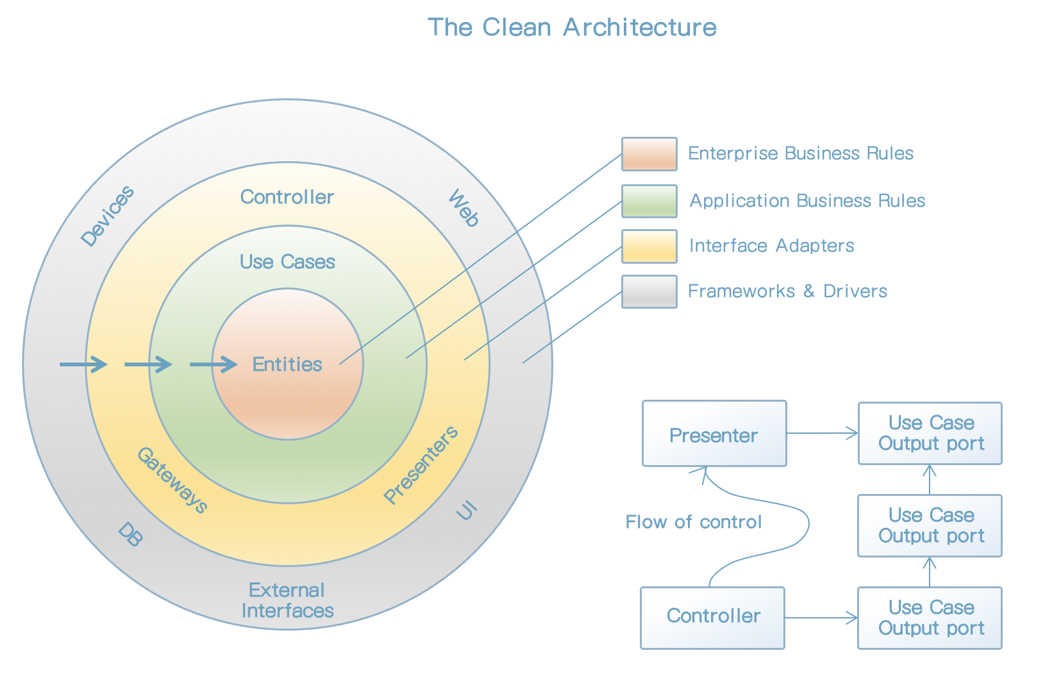 The Clean Architecture
Devices
Controller
Web
Use Cases
Entities
Gateways
Presenters
DB
UI
External
Interfaces
Enterprise Business Rules
Application Business Rules
Interface Adapters
Frameworks & Drivers
Presenter
Use Case
Output port
Flow of control
Use Case
Output port
Controller
Use Case
Output port